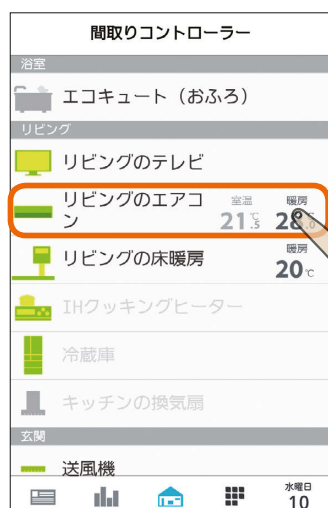 間取りコントローラー
浴室
エコキュート（おふろ）
リビング
リビングのテレビ
リビングのエアコ
ン
室温
21℃.5
暖房
28℃.0
リビングの床暖房
暖房
20℃
IHクッキングヒーター
冷蔵庫
キッチンの換気扇
玄関
送風機
水曜日
10